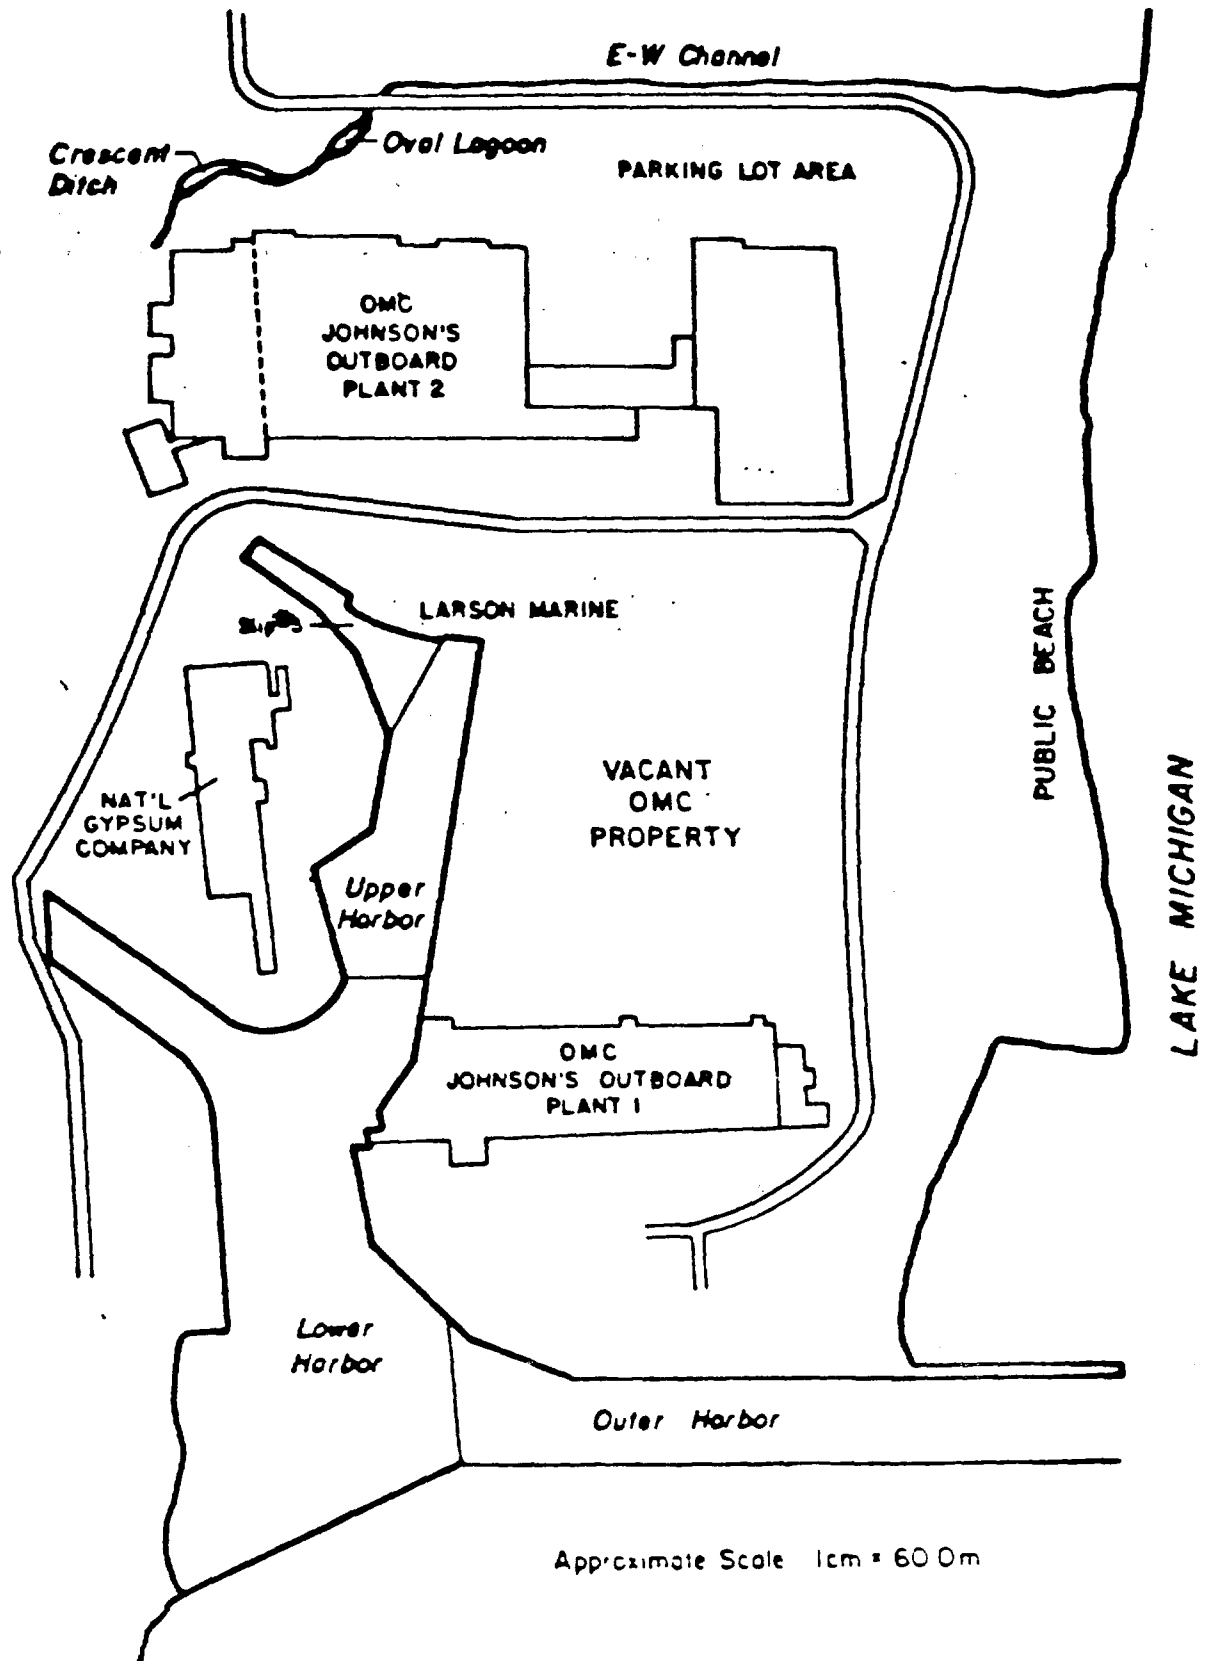 E-W Channel
Oval Lagoon
Crescent
Ditch
PARKING LOT AREA
OMC
JOHNSON'S
OUTBOARD
PLANT 2
LARSON MARINE
PUBLIC BEACH
VACANT
OMC
PROPERTY
NAT'L
GYPSUM
COMPANY
LAKE MICHIGAN
Upper
Harbor
OMC
JOHNSON'S OUTBOARD
PLANT 1
Lower
Harbor
Outer Harbor
Approximate Scale 1cm = 60.0m